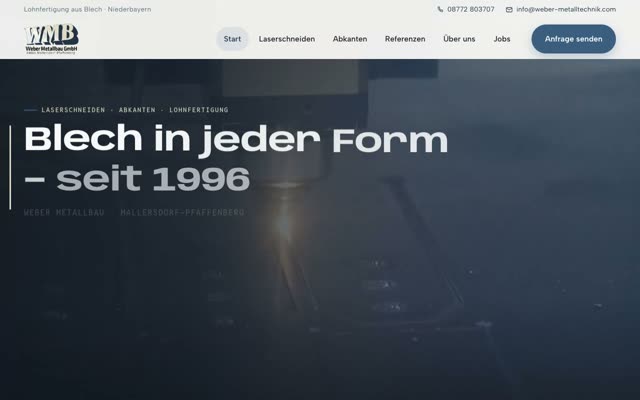 Lohnfertigung aus Blech · Niederbayern
08772 803707
info@weber-metalltechnik.com
WMB
Weber Metallbau GmbH
Start
Laserschneiden
Abkanten
Referenzen
Über uns
Jobs
Anfrage senden
LASERSCHNEIDEN · ABKANTEN · LOHNFERTIGUNG
Blech in jeder Form
– seit 1996
WEBER METALLBAU · MALLERSDORF-PFAFFENBERG